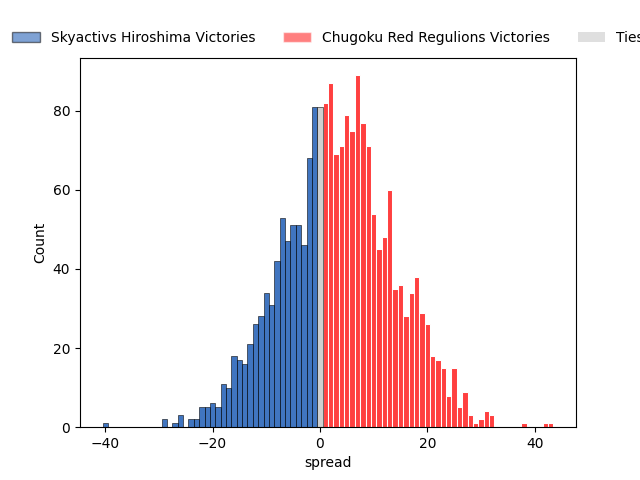 Skyactivs Hiroshima Victories Chugoku Red Regulions Victories Ties
80
60
40
20
0
Count
−40 −20 0 20 40
spread